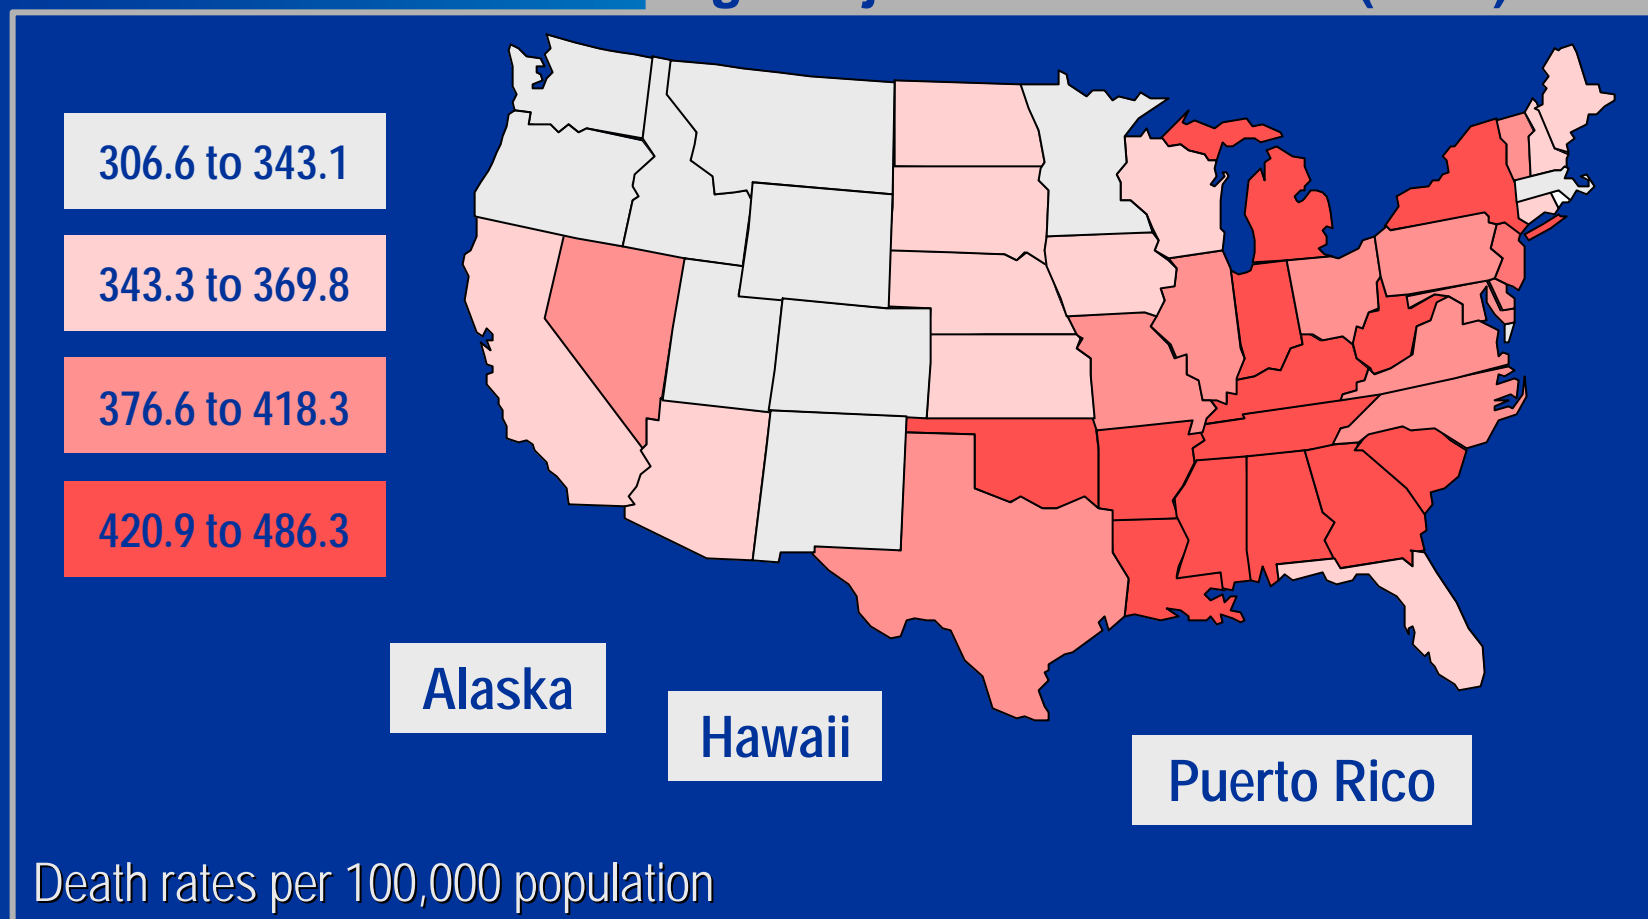 306.6 to 343.1
343.3 to 369.8
376.6 to 418.3
420.9 to 486.3
Alaska
Hawaii
Puerto Rico
Death rates per 100,000 population